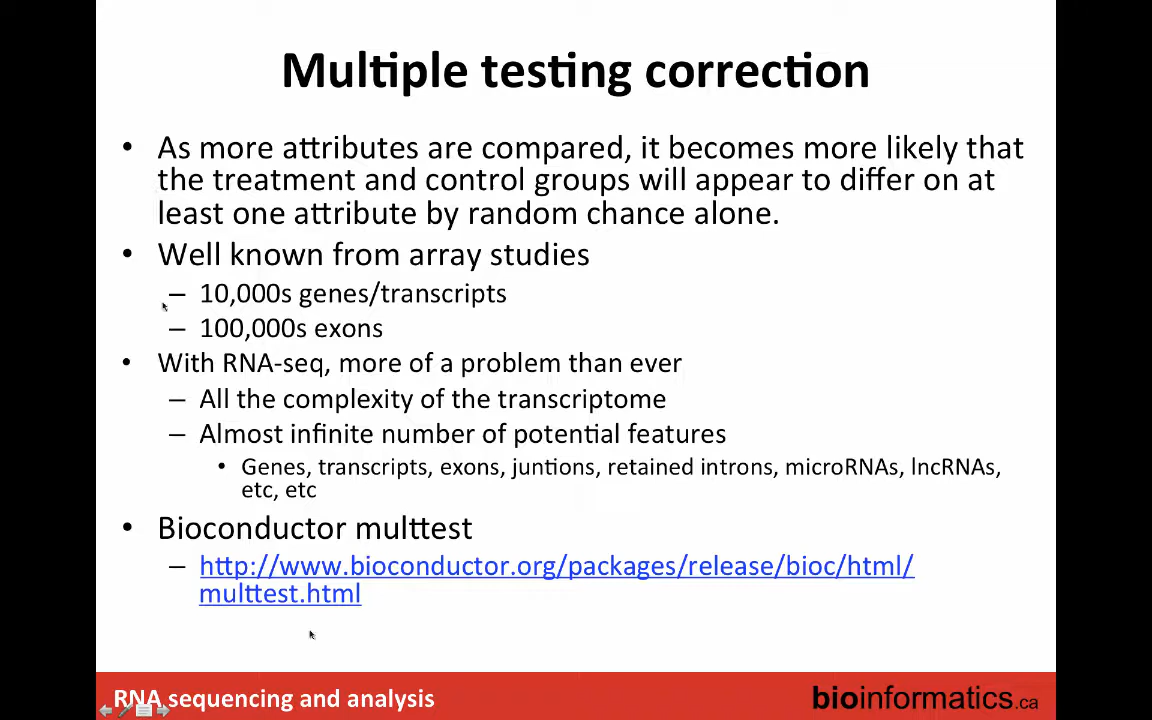 Multiple testing correction
• As more attributes are compared, it becomes more likely that
the treatment and control groups will appear to differ on at
least one attribute by random chance alone.
• Well known from array studies
– 10,000s genes/transcripts
– 100,000s exons
• With RNA-seq, more of a problem than ever
– All the complexity of the transcriptome
– Almost infinite number of potential features
• Genes, transcripts, exons, juntions, retained introns, microRNAs, lncRNAs,
etc, etc
• Bioconductor multtest
– http://www.bioconductor.org/packages/release/bioc/html/
multtest.html
RNA sequencing and analysis
bioinformatics.ca